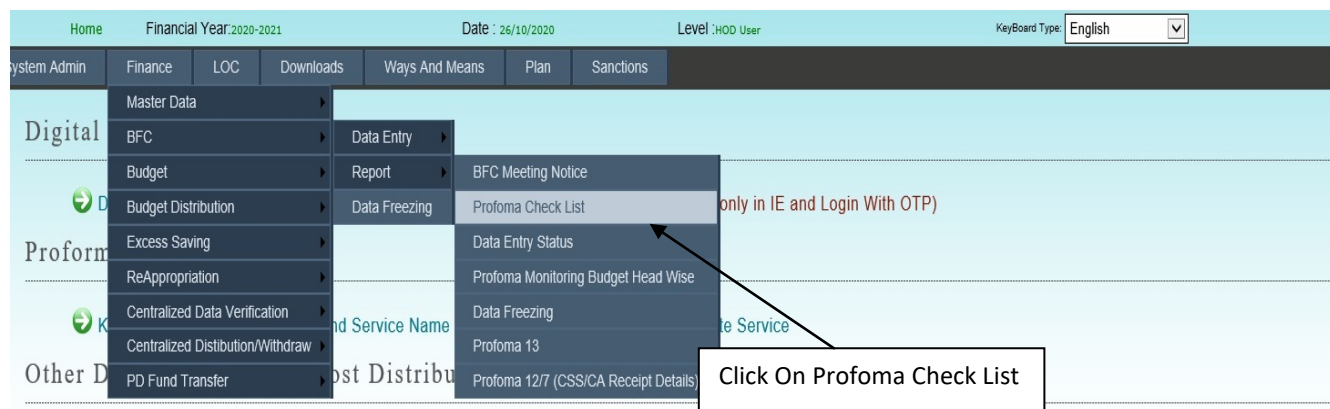 Home Financial Year:2020-2021 Date : 26/10/2020 Level :HOD User KeyBoard Type: English
System Admin Finance LOC Downloads Ways And Means Plan Sanctions
Master Data
Digital BFC Data Entry
Budget Report BFC Meeting Notice
D Budget Distribution Data Freezing Profoma Check List only in IE and Login With OTP)
Proform Excess Saving Data Entry Status
ReAppropriation Profoma Monitoring Budget Head Wise
K Centralized Data Verification nd Service Name Data Freezing te Service
Centralized Distibution/Withdraw Profoma 13
Other D PD Fund Transfer ost Distribu Profoma 12/7 (CSS/CA Receipt Details)
Click On Profoma Check List